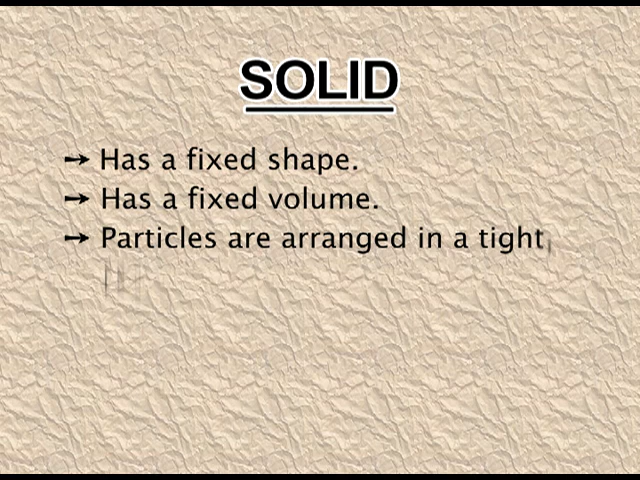 SOLID
→ Has a fixed shape.
→ Has a fixed volume.
→ Particles are arranged in a tight,